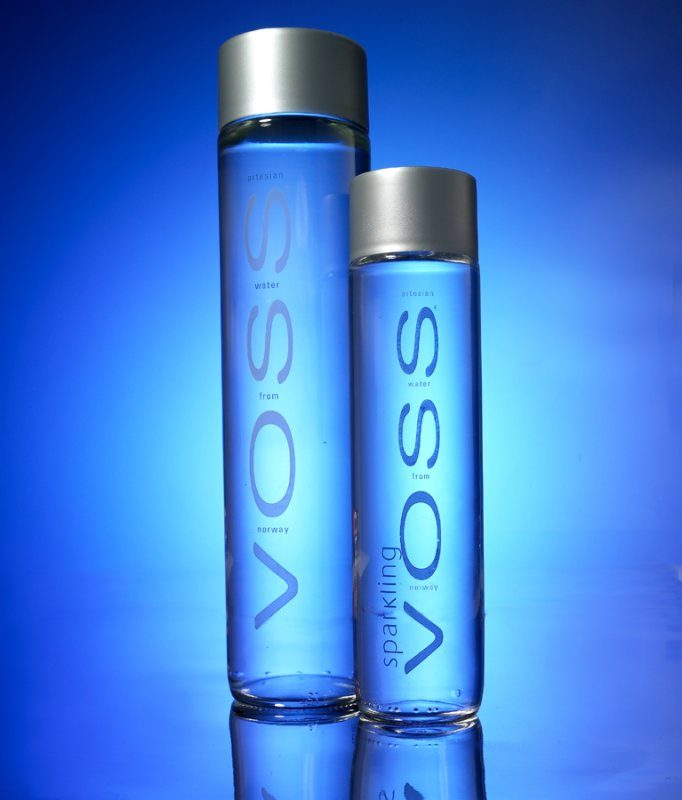 artesian
water
from
norway
VOSS
artesian
water
from
norway
VOSS
sparkling